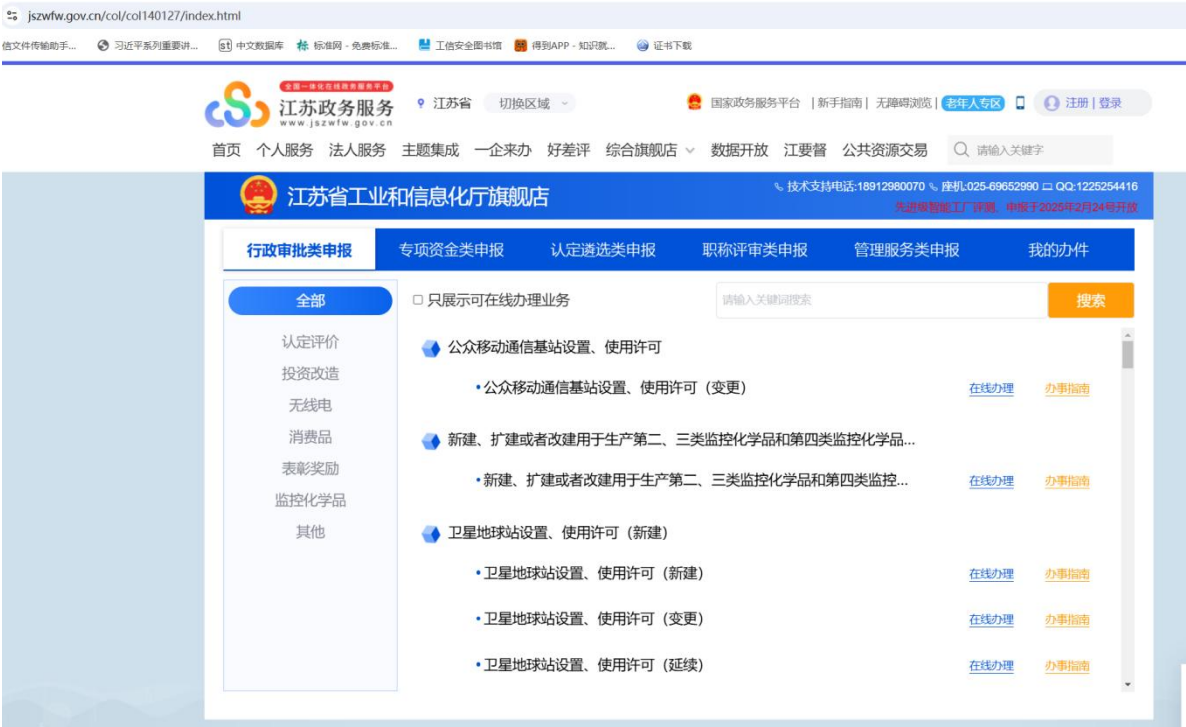 jszwfw.gov.cn/col/col140127/index.html
信文件传输助手... 习近平系列重要讲... st 中文数据库 标准网 - 免费标准... 工信安全图书馆 得到APP - 知识就... 证书下载
全国一体化在线政务服务平台
江苏政务服务
www.jszwfw.gov.cn
江苏省 切换区域
国家政务服务平台 | 新手指南 | 无障碍浏览 | 老年人专区 注册 | 登录
首页 个人服务 法人服务 主题集成 一企来办 好差评 综合旗舰店 数据开放 江要督 公共资源交易 请输入关键字
江苏省工业和信息化厅旗舰店
技术支持电话:18912980070 座机:025-69652990 QQ:1225254416
先进级智能工厂评测、申报于2025年2月24号开放
行政审批类申报 专项资金类申报 认定遴选类申报 职称评审类申报 管理服务类申报 我的办件
全部
认定评价
投资改造
无线电
消费品
表彰奖励
监控化学品
其他
只展示可在线办理业务 请输入关键词搜索 搜索
公众移动通信基站设置、使用许可
•公众移动通信基站设置、使用许可（变更） 在线办理 办事指南
新建、扩建或者改建用于生产第二、三类监控化学品和第四类监控化学品...
•新建、扩建或者改建用于生产第二、三类监控化学品和第四类监控... 在线办理 办事指南
卫星地球站设置、使用许可（新建）
•卫星地球站设置、使用许可（新建） 在线办理 办事指南
•卫星地球站设置、使用许可（变更） 在线办理 办事指南
•卫星地球站设置、使用许可（延续） 在线办理 办事指南